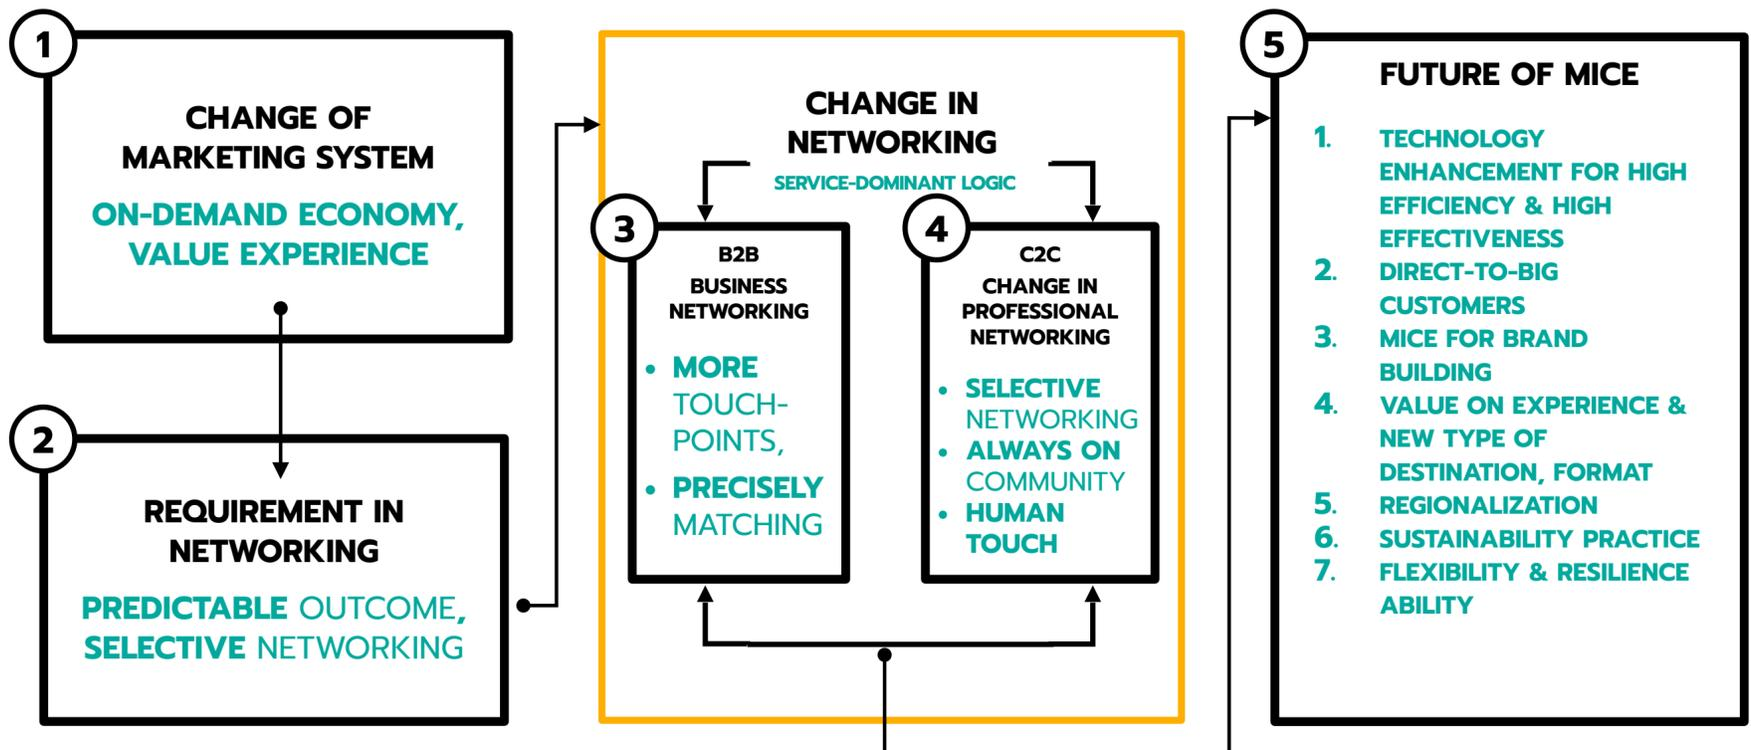 1
CHANGE OF
MARKETING SYSTEM
ON-DEMAND ECONOMY,
VALUE EXPERIENCE
2
REQUIREMENT IN
NETWORKING
PREDICTABLE OUTCOME,
SELECTIVE NETWORKING
CHANGE IN
NETWORKING
SERVICE-DOMINANT LOGIC
3
B2B
BUSINESS
NETWORKING
• MORE
TOUCH-
POINTS,
• PRECISELY
MATCHING
4
C2C
CHANGE IN
PROFESSIONAL
NETWORKING
• SELECTIVE
NETWORKING
• ALWAYS ON
COMMUNITY
• HUMAN
TOUCH
5
FUTURE OF MICE
1. TECHNOLOGY
ENHANCEMENT FOR HIGH
EFFICIENCY & HIGH
EFFECTIVENESS
2. DIRECT-TO-BIG
CUSTOMERS
3. MICE FOR BRAND
BUILDING
4. VALUE ON EXPERIENCE &
NEW TYPE OF
DESTINATION, FORMAT
5. REGIONALIZATION
6. SUSTAINABILITY PRACTICE
7. FLEXIBILITY & RESILIENCE
ABILITY